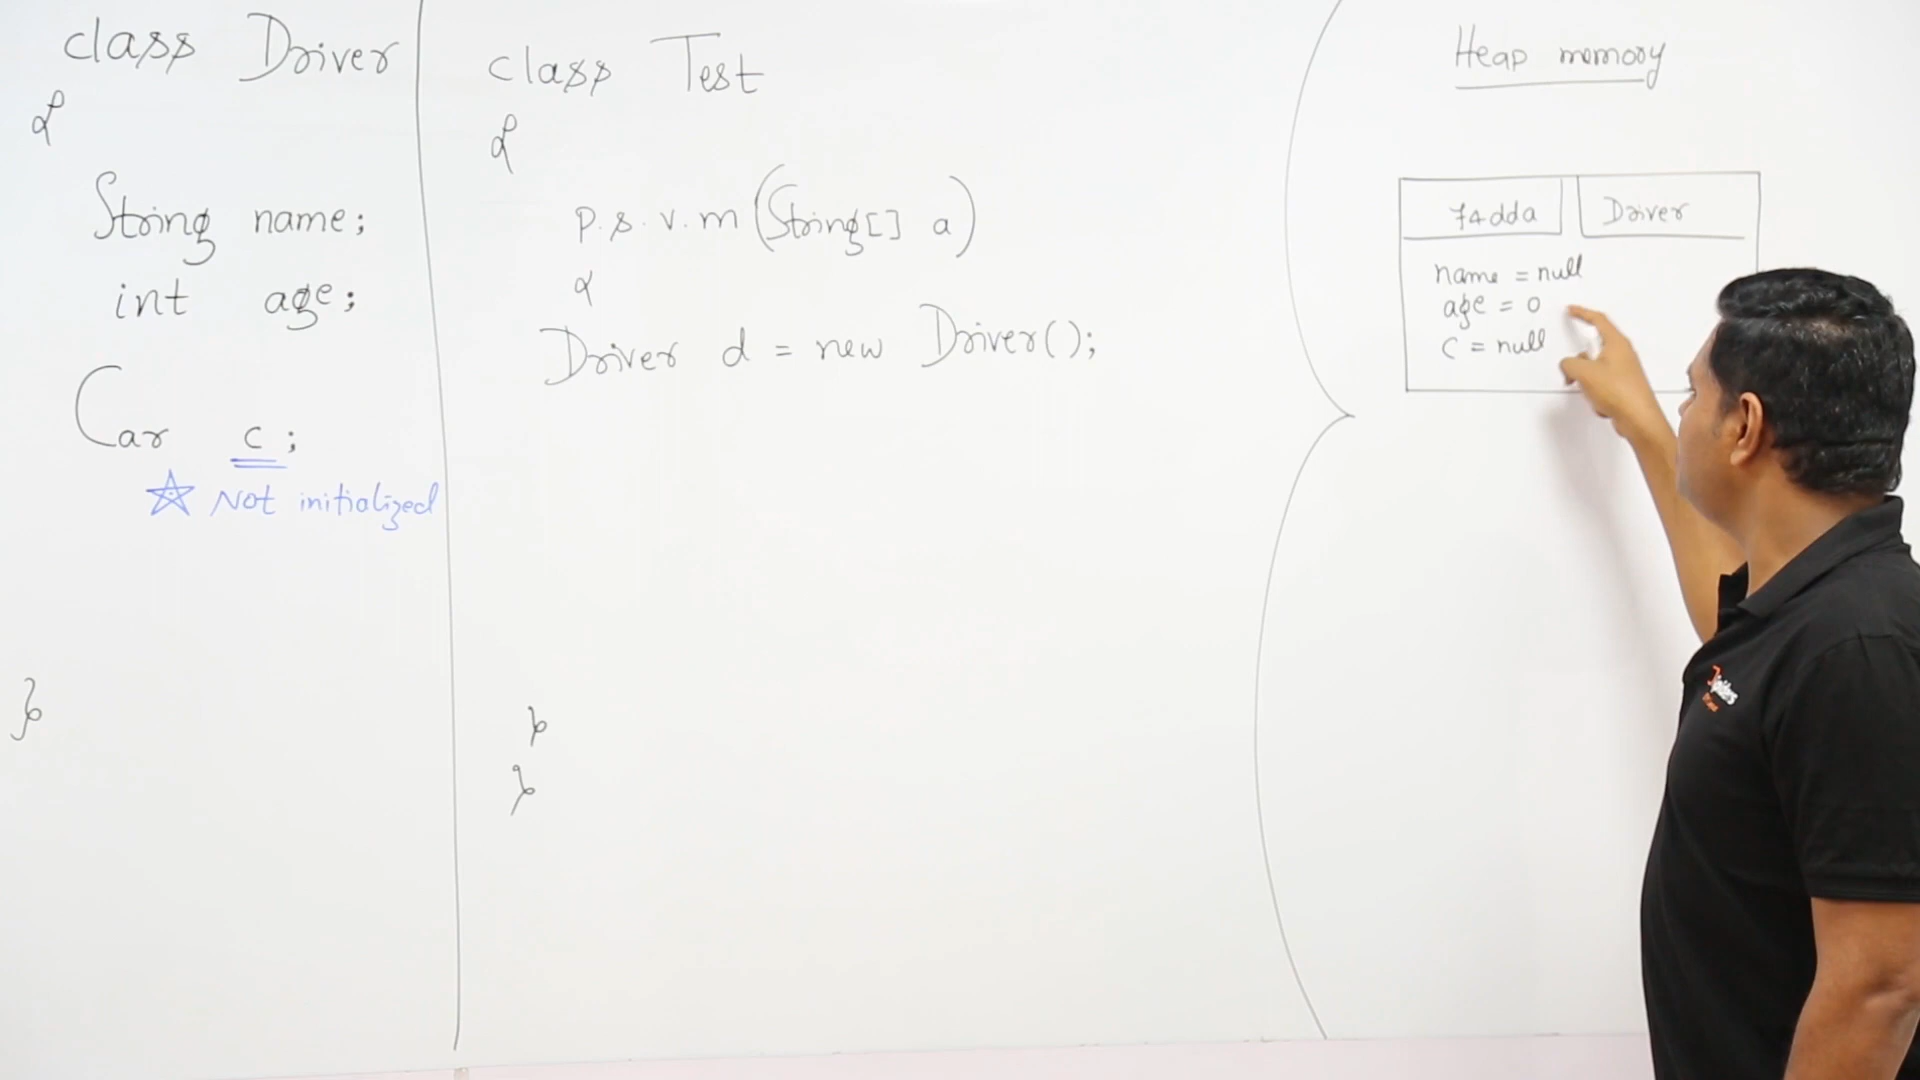 class Driver
{
String name;
int age;
Car c;
☆ Not initialized
}
class Test
{
p.s.v.m (String[] a)
{
Driver d = new Driver();
}
}
Heap memory
74dda Driver
name = null
age = 0
c = null